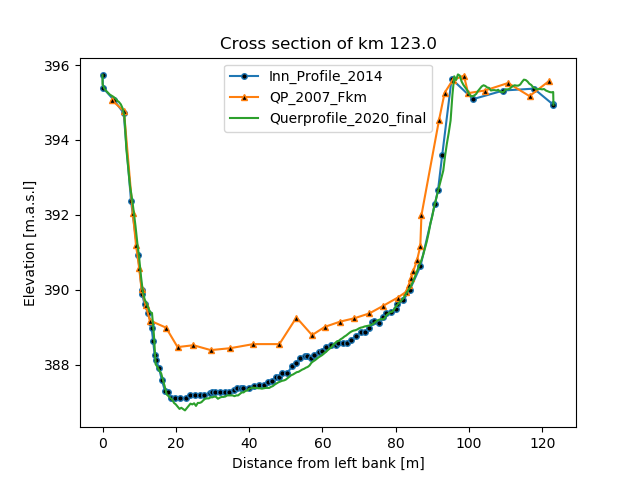 Cross section of km 123.0
Inn_Profile_2014
QP_2007_Fkm
Querprofile_2020_final
Elevation [m.a.s.l]
396
394
392
390
388
0 20 40 60 80 100 120
Distance from left bank [m]